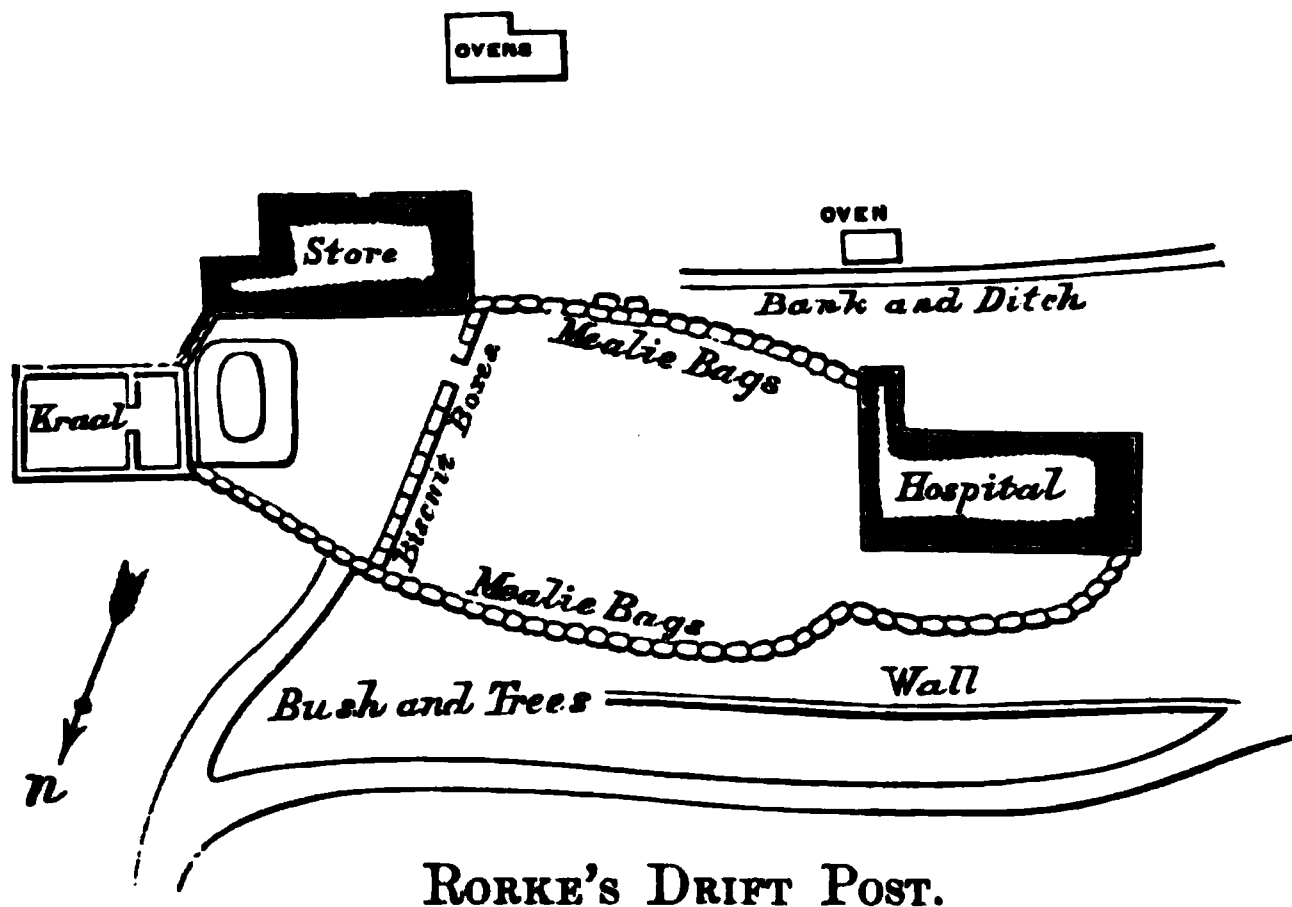 OVENS
OVEN
Store
Bank and Ditch
Mealie Bags
Kraal
Biscuit Boxes
Hospital
Mealie Bags
Wall
Bush and Trees
n
RORKE'S DRIFT POST.